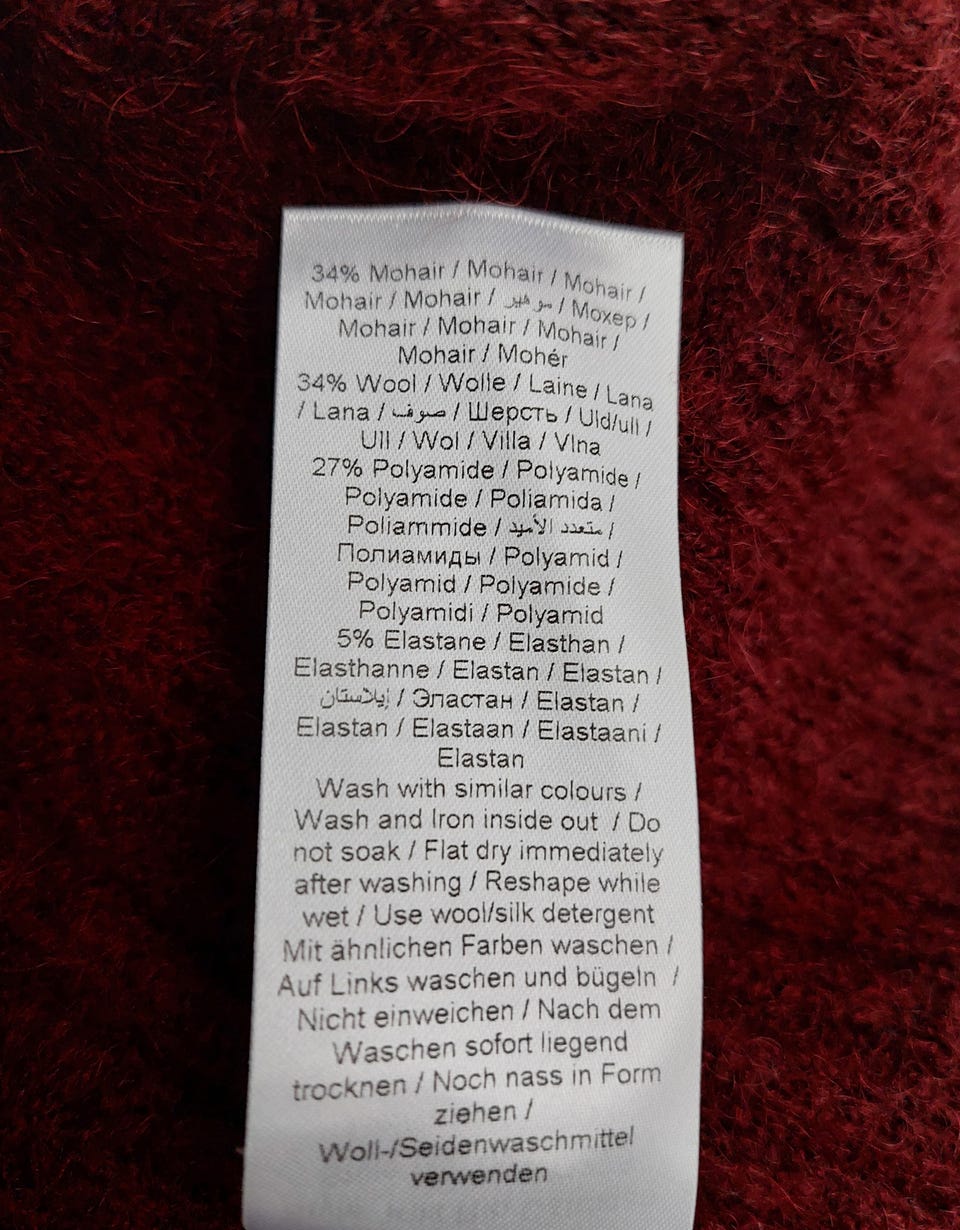 34% Mohair / Mohair / Mohair /
Mohair / Mohair / موهير / Мохер /
Mohair / Mohair / Mohair /
Mohair / Mohér
34% Wool / Wolle / Laine / Lana
/ Lana / صوف / Шерсть / Uld/ull /
Ull / Wol / Villa / Vlna
27% Polyamide / Polyamide /
Polyamide / Poliamida /
Poliammide / متعدد الأميد /
Полиамиды / Polyamid /
Polyamid / Polyamide /
Polyamidi / Polyamid
5% Elastane / Elasthan /
Elasthanne / Elastan / Elastan /
إيلاستان / Эластан / Elastan /
Elastan / Elastaan / Elastaani /
Elastan
Wash with similar colours /
Wash and Iron inside out / Do
not soak / Flat dry immediately
after washing / Reshape while
wet / Use wool/silk detergent
Mit ähnlichen Farben waschen /
Auf Links waschen und bügeln /
Nicht einweichen / Nach dem
Waschen sofort liegend
trocknen / Noch nass in Form
ziehen /
Woll-/Seidenwaschmittel
verwenden